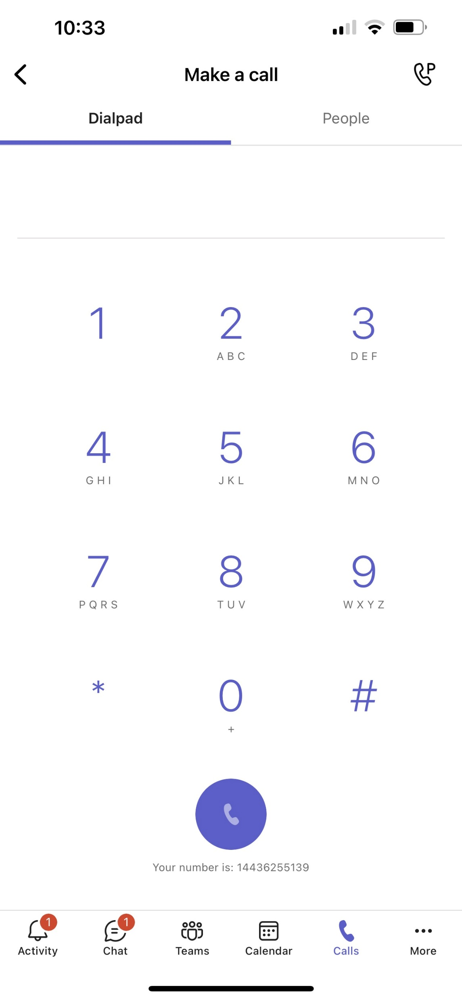 10:33
Make a call
P
Dialpad People
1 2 3
ABC DEF
4 5 6
GHI JKL MNO
7 8 9
PQRS TUV WXYZ
* 0 #
+
Your number is: 14436255139
1 1
Activity Chat Teams Calendar Calls More